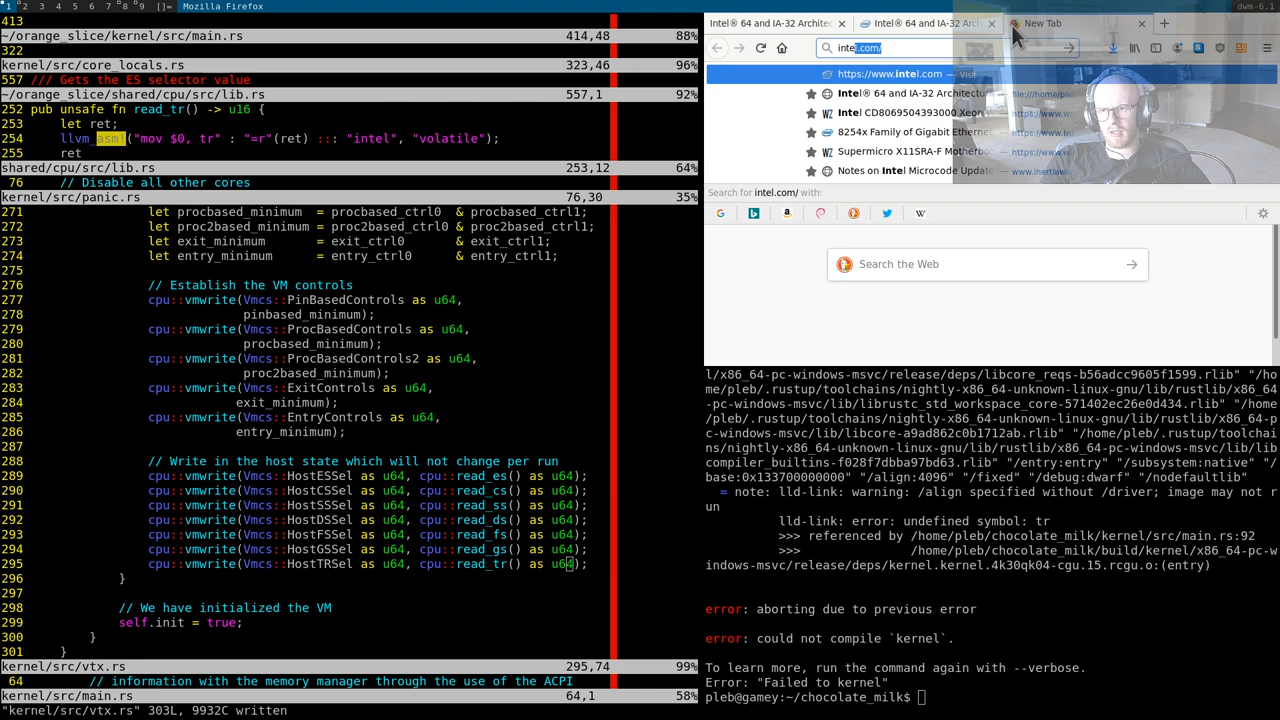 1 2 3 4 5 6 7 8 9 []= Mozilla Firefox dwm-6.1
413
~/orange_slice/kernel/src/main.rs 414,48 88%
322
kernel/src/core_locals.rs 323,46 96%
557 /// Gets the ES selector value
~/orange_slice/shared/cpu/src/lib.rs 557,1 92%
252 pub unsafe fn read_tr() -> u16 {
253     let ret;
254     llvm_asm!("mov $0, tr" : "=r"(ret) ::: "intel", "volatile");
255     ret
shared/cpu/src/lib.rs 253,12 64%
76     // Disable all other cores
kernel/src/panic.rs 76,30 35%
271                 let procbased_minimum  = procbased_ctrl0  & procbased_ctrl1;
272                 let proc2based_minimum = proc2based_ctrl0 & proc2based_ctrl1;
273                 let exit_minimum       = exit_ctrl0       & exit_ctrl1;
274                 let entry_minimum      = entry_ctrl0      & entry_ctrl1;
275
276                 // Establish the VM controls
277                 cpu::vmwrite(Vmcs::PinBasedControls as u64,
278                              pinbased_minimum);
279                 cpu::vmwrite(Vmcs::ProcBasedControls as u64,
280                              procbased_minimum);
281                 cpu::vmwrite(Vmcs::ProcBasedControls2 as u64,
282                              proc2based_minimum);
283                 cpu::vmwrite(Vmcs::ExitControls as u64,
284                             exit_minimum);
285                 cpu::vmwrite(Vmcs::EntryControls as u64,
286                             entry_minimum);
287
288                 // Write in the host state which will not change per run
289                 cpu::vmwrite(Vmcs::HostESSel as u64, cpu::read_es() as u64);
290                 cpu::vmwrite(Vmcs::HostCSSel as u64, cpu::read_cs() as u64);
291                 cpu::vmwrite(Vmcs::HostSSSel as u64, cpu::read_ss() as u64);
292                 cpu::vmwrite(Vmcs::HostDSSel as u64, cpu::read_ds() as u64);
293                 cpu::vmwrite(Vmcs::HostFSSel as u64, cpu::read_fs() as u64);
294                 cpu::vmwrite(Vmcs::HostGSSel as u64, cpu::read_gs() as u64);
295                 cpu::vmwrite(Vmcs::HostTRSel as u64, cpu::read_tr() as u64);
296             }
297
298             // We have initialized the VM
299             self.init = true;
300         }
301     }
kernel/src/vtx.rs 295,74 99%
64         // information with the memory manager through the use of the ACPI
kernel/src/main.rs 64,1 58%
"kernel/src/vtx.rs" 303L, 9932C written
Intel® 64 and IA-32 Architec Intel® 64 and IA-32 Archi New Tab
intel.com/
https://www.intel.com — Visit
Intel® 64 and IA-32 Architectu file:///home/ple
Intel CD8069504393000 Xeon https://www.w
8254x Family of Gigabit Ethernet https://www.in
Supermicro X11SRA-F Motherbo https://www.w
Notes on Intel Microcode Update www.inertiawa
Search for intel.com/ with:
Search the Web
l/x86_64-pc-windows-msvc/release/deps/libcore_reqs-b56adcc9605f1599.rlib" "/ho
me/pleb/.rustup/toolchains/nightly-x86_64-unknown-linux-gnu/lib/rustlib/x86_64
-pc-windows-msvc/lib/librustc_std_workspace_core-571402ec26e0d434.rlib" "/home
/pleb/.rustup/toolchains/nightly-x86_64-unknown-linux-gnu/lib/rustlib/x86_64-p
c-windows-msvc/lib/libcore-a9ad862c0b1712ab.rlib" "/home/pleb/.rustup/toolchai
ns/nightly-x86_64-unknown-linux-gnu/lib/rustlib/x86_64-pc-windows-msvc/lib/lib
compiler_builtins-f028f7dbba97bd63.rlib" "/entry:entry" "/subsystem:native" "/
base:0x133700000000" "/align:4096" "/fixed" "/debug:dwarf" "/nodefaultlib"
  = note: lld-link: warning: /align specified without /driver; image may not r
un
          lld-link: error: undefined symbol: tr
          >>> referenced by /home/pleb/chocolate_milk/kernel/src/main.rs:92
          >>>               /home/pleb/chocolate_milk/build/kernel/x86_64-pc-w
indows-msvc/release/deps/kernel.kernel.4k30qk04-cgu.15.rcgu.o:(entry)
error: aborting due to previous error
error: could not compile `kernel`.
To learn more, run the command again with --verbose.
Error: "Failed to kernel"
pleb@gamey:~/chocolate_milk$